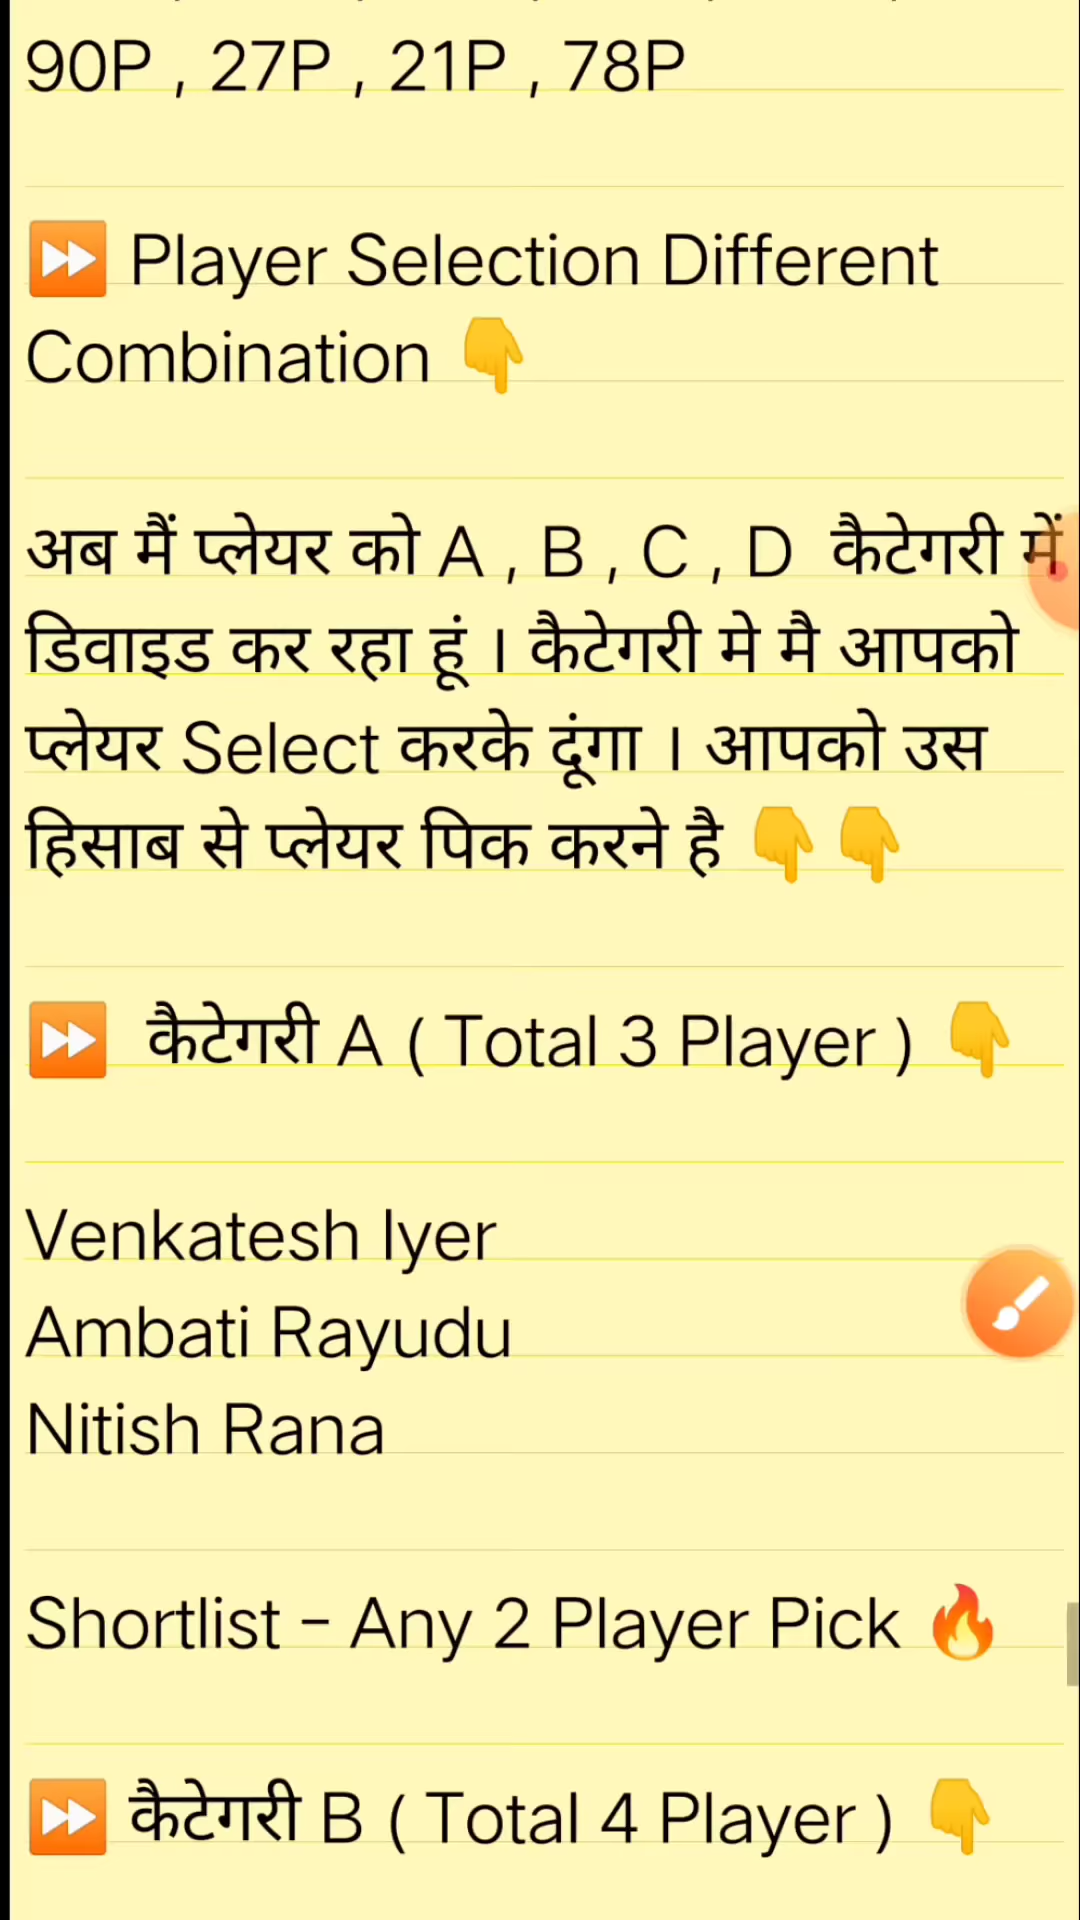 90P , 27P , 21P , 78P
⏩ Player Selection Different
Combination 👇
अब मैं प्लेयर को A , B , C , D कैटेगरी में
डिवाइड कर रहा हूं । कैटेगरी मे मै आपको
प्लेयर Select करके दूंगा । आपको उस
हिसाब से प्लेयर पिक करने है 👇👇
⏩ कैटेगरी A ( Total 3 Player ) 👇
Venkatesh Iyer
Ambati Rayudu
Nitish Rana
Shortlist - Any 2 Player Pick 🔥
⏩ कैटेगरी B ( Total 4 Player ) 👇